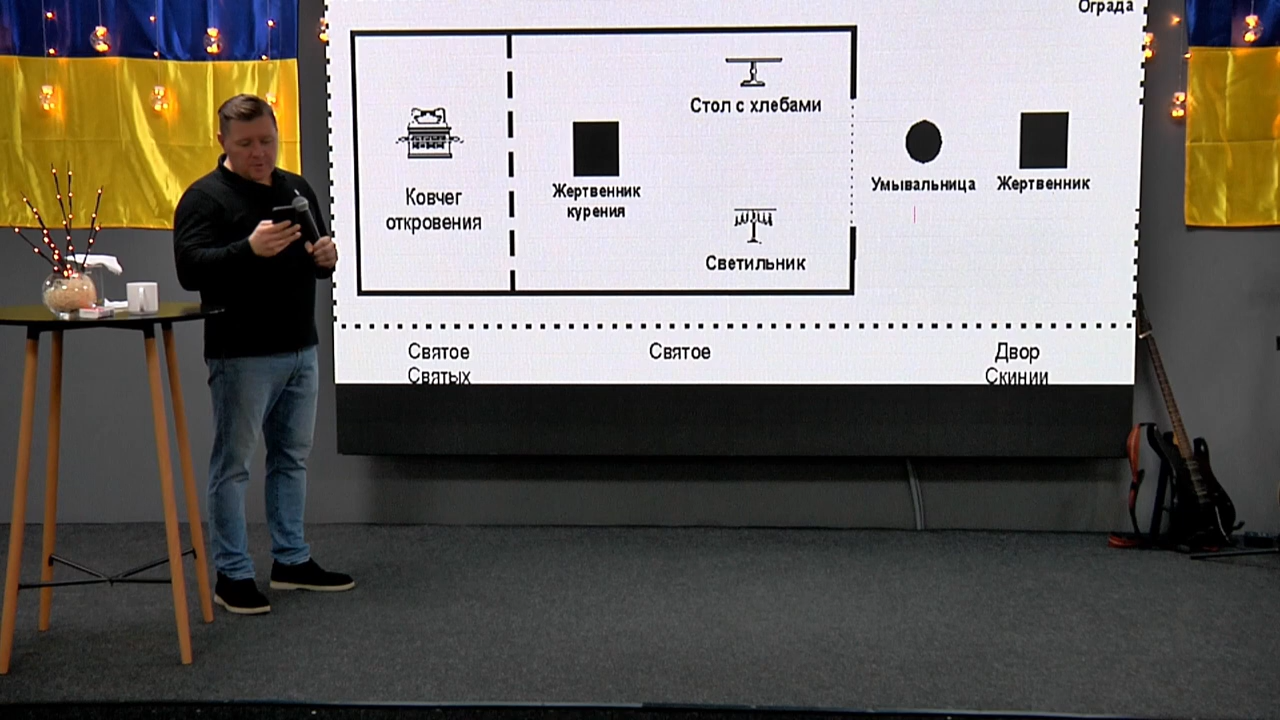 Ограда
Стол с хлебами
Умывальница
Жертвенник
Жертвенник
курения
Ковчег
откровения
Светильник
Святое
Святых
Святое
Двор
Скинии